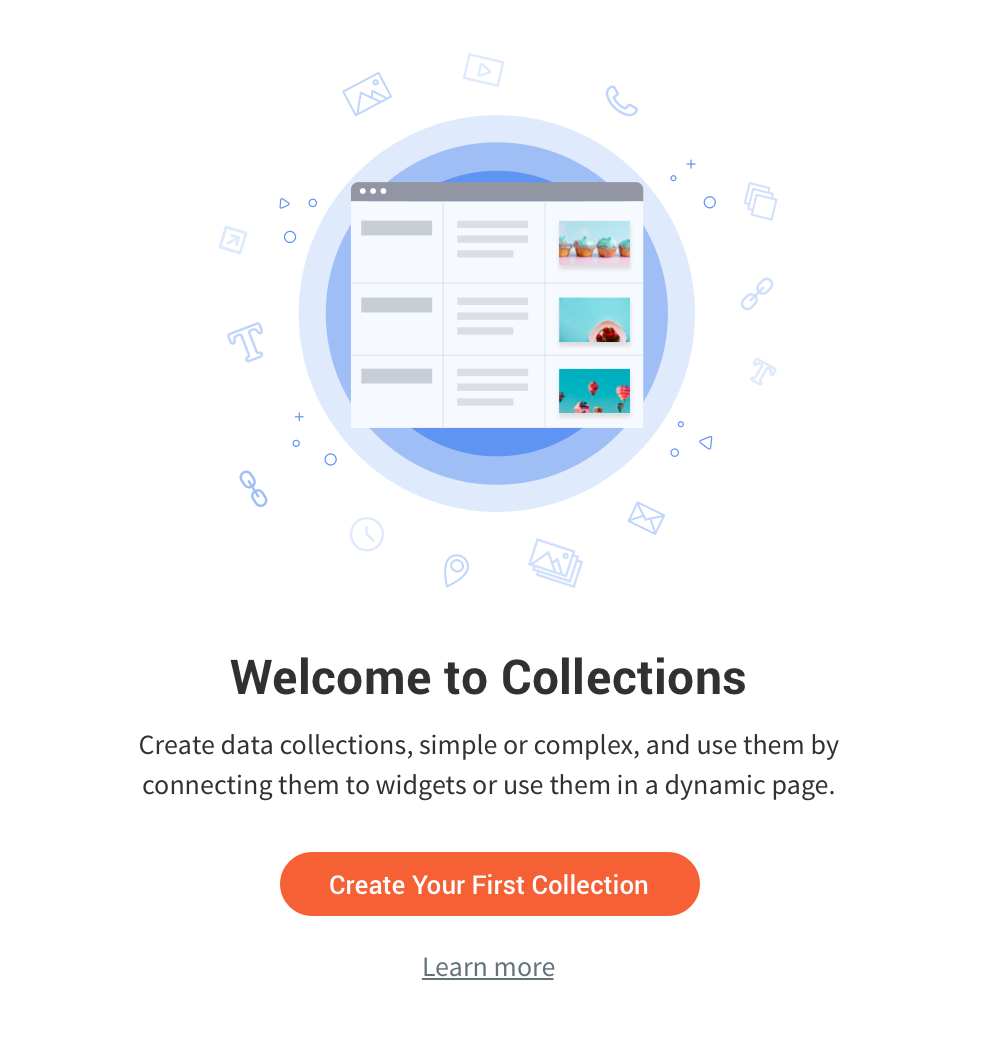 Welcome to Collections
Create data collections, simple or complex, and use them by
connecting them to widgets or use them in a dynamic page.
Create Your First Collection
Learn more